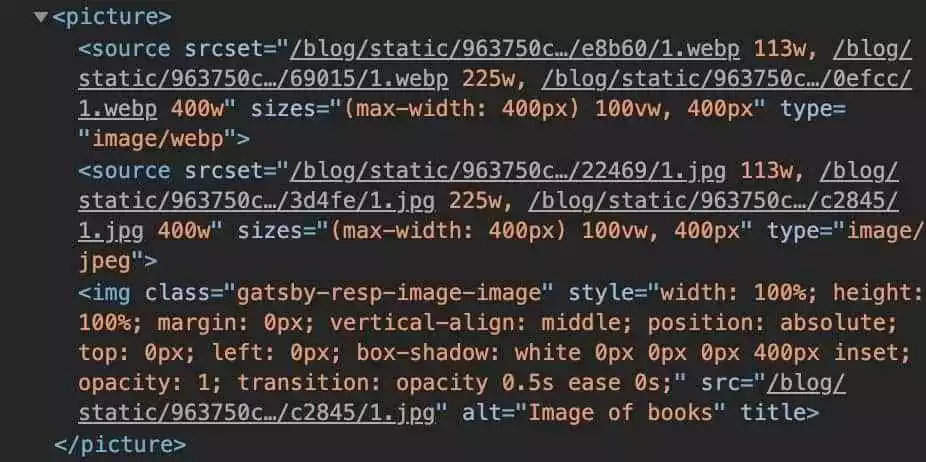 ▼<picture>
<source srcset="/blog/static/963750c…/e8b60/1.webp 113w, /blog/
static/963750c…/69015/1.webp 225w, /blog/static/963750c…/0efcc/
1.webp 400w" sizes="(max-width: 400px) 100vw, 400px" type=
"image/webp">
<source srcset="/blog/static/963750c…/22469/1.jpg 113w, /blog/
static/963750c…/3d4fe/1.jpg 225w, /blog/static/963750c…/c2845/
1.jpg 400w" sizes="(max-width: 400px) 100vw, 400px" type="image/
jpeg">
<img class="gatsby-resp-image-image" style="width: 100%; height:
100%; margin: 0px; vertical-align: middle; position: absolute;
top: 0px; left: 0px; box-shadow: white 0px 0px 0px 400px inset;
opacity: 1; transition: opacity 0.5s ease 0s;" src="/blog/
static/963750c…/c2845/1.jpg" alt="Image of books" title>
</picture>